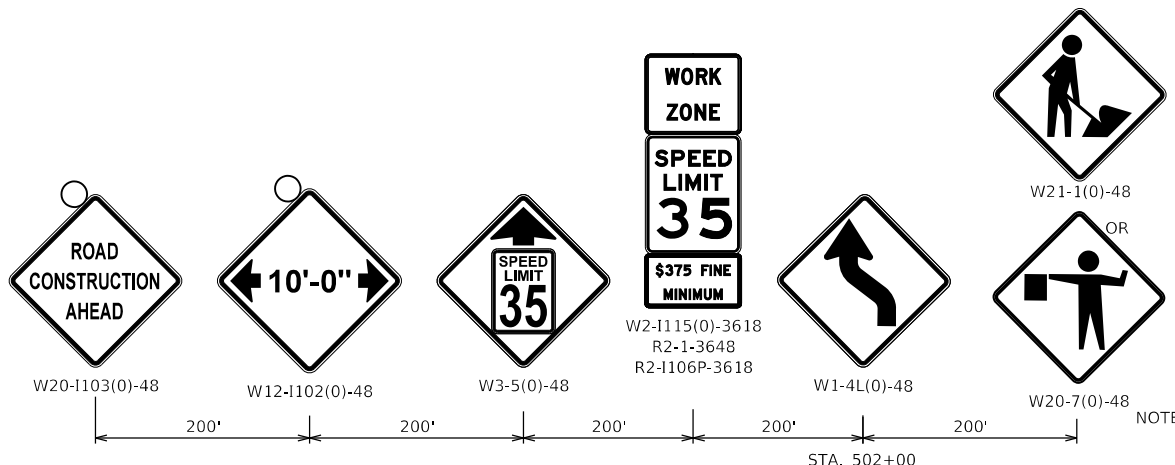 ROAD
CONSTRUCTION
AHEAD
W20-I103(0)-48
10'-0"
W12-I102(0)-48
SPEED
LIMIT
35
W3-5(0)-48
WORK
ZONE
SPEED
LIMIT
35
$375 FINE
MINIMUM
W2-I115(0)-3618
R2-1-3648
R2-I106P-3618
W1-4L(0)-48
W21-1(0)-48
OR
W20-7(0)-48
NOTE
200'
200'
200'
200'
200'
STA. 502+00